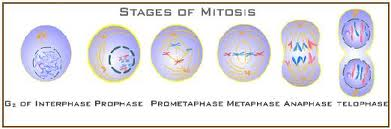 STAGES OF MITOSIS
G2 OF INTERPHASE PROPHASE PROMETAPHASE METAPHASE ANAPHASE TELOPHASE